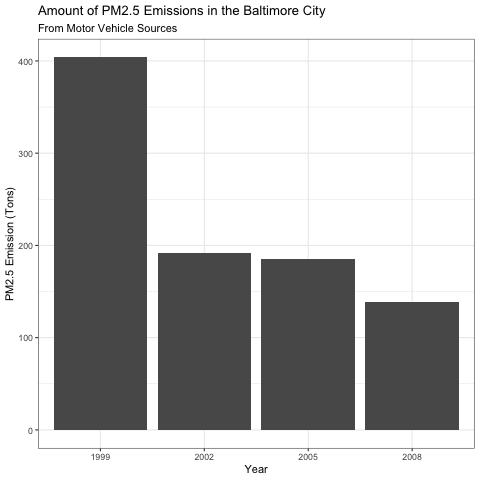 Amount of PM2.5 Emissions in the Baltimore City
From Motor Vehicle Sources
PM2.5 Emission (Tons)
400
300
200
100
0
1999 2002 2005 2008
Year